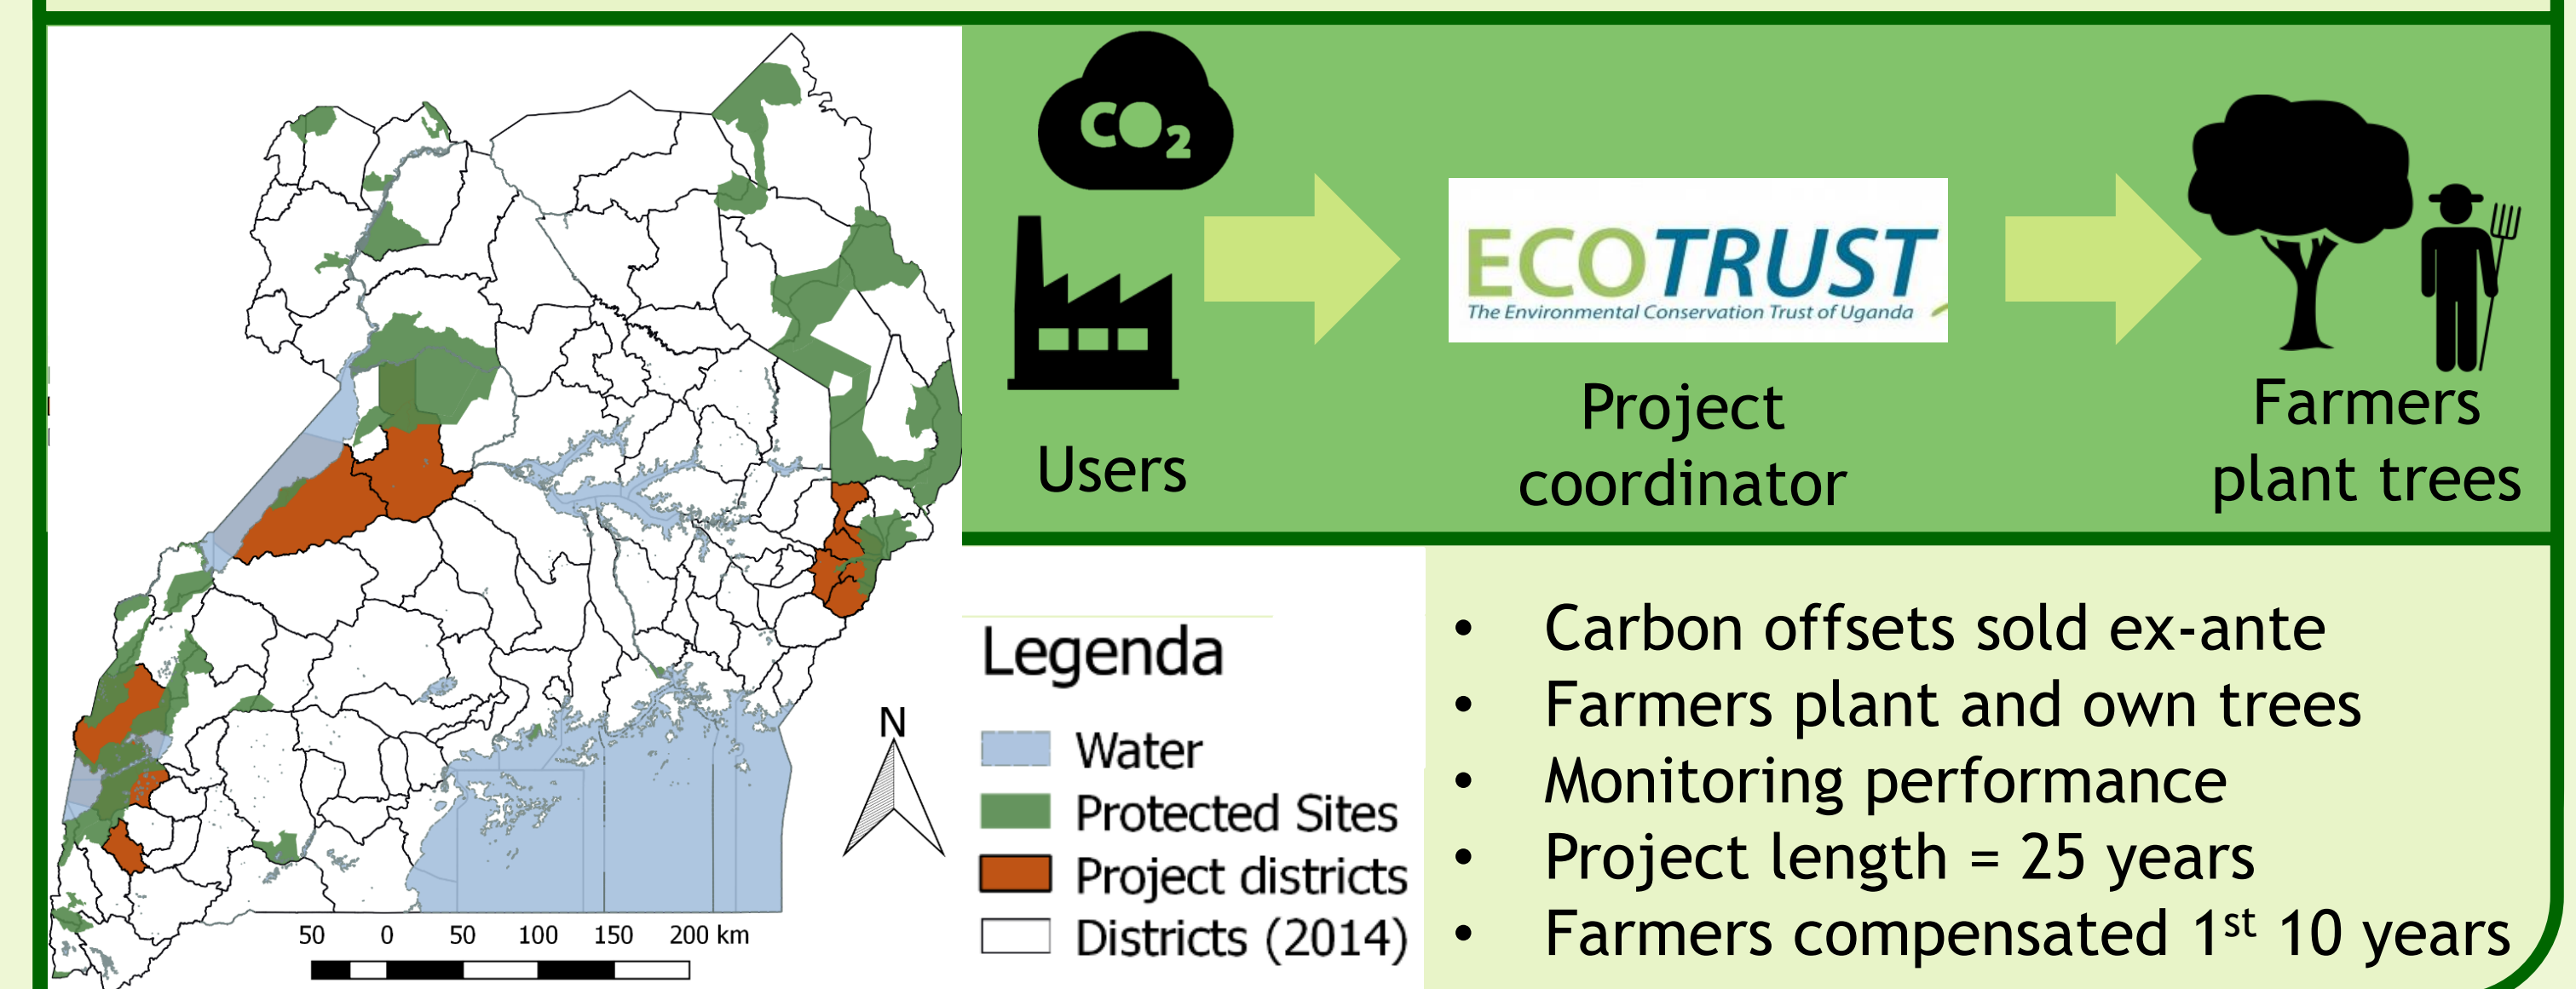 CO2
ECOTRUST
The Environmental Conservation Trust of Uganda
Users
Project
coordinator
Farmers
plant trees
N
50 0 50 100 150 200 km
Legenda
Water
Protected Sites
Project districts
Districts (2014)
• Carbon offsets sold ex-ante
• Farmers plant and own trees
• Monitoring performance
• Project length = 25 years
• Farmers compensated 1st 10 years